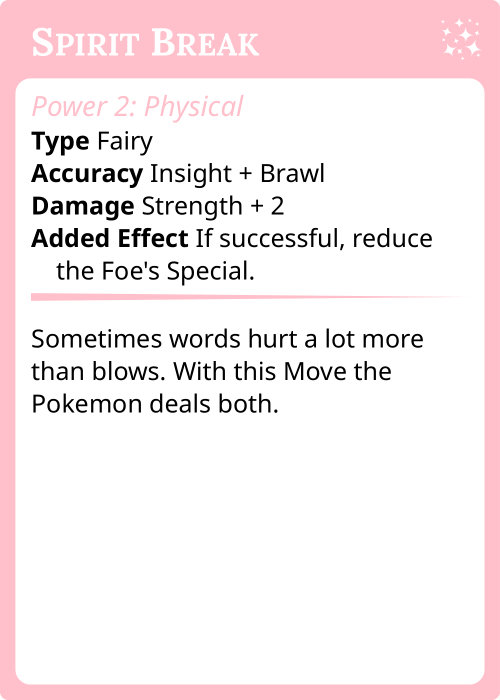 Spirit Break
Power 2: Physical
Type Fairy
Accuracy Insight + Brawl
Damage Strength + 2
Added Effect If successful, reduce
the Foe's Special.
Sometimes words hurt a lot more
than blows. With this Move the
Pokemon deals both.